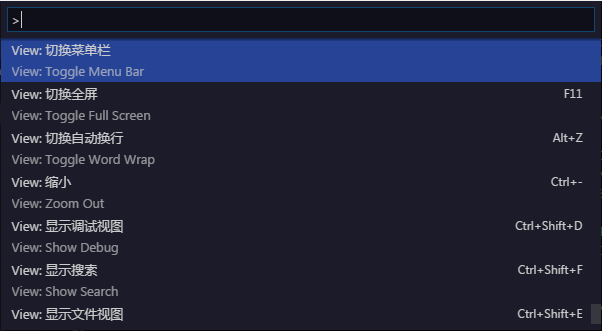 >
View: 切换菜单栏
View: Toggle Menu Bar
View: 切换全屏 F11
View: Toggle Full Screen
View: 切换自动换行 Alt+Z
View: Toggle Word Wrap
View: 缩小 Ctrl+-
View: Zoom Out
View: 显示调试视图 Ctrl+Shift+D
View: Show Debug
View: 显示搜索 Ctrl+Shift+F
View: Show Search
View: 显示文件视图 Ctrl+Shift+E